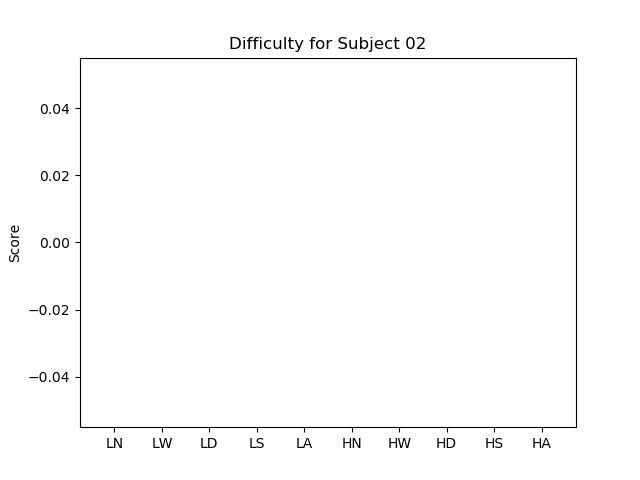 Difficulty for Subject 02
Score
0.04
0.02
0.00
−0.02
−0.04
LN LW LD LS LA HN HW HD HS HA